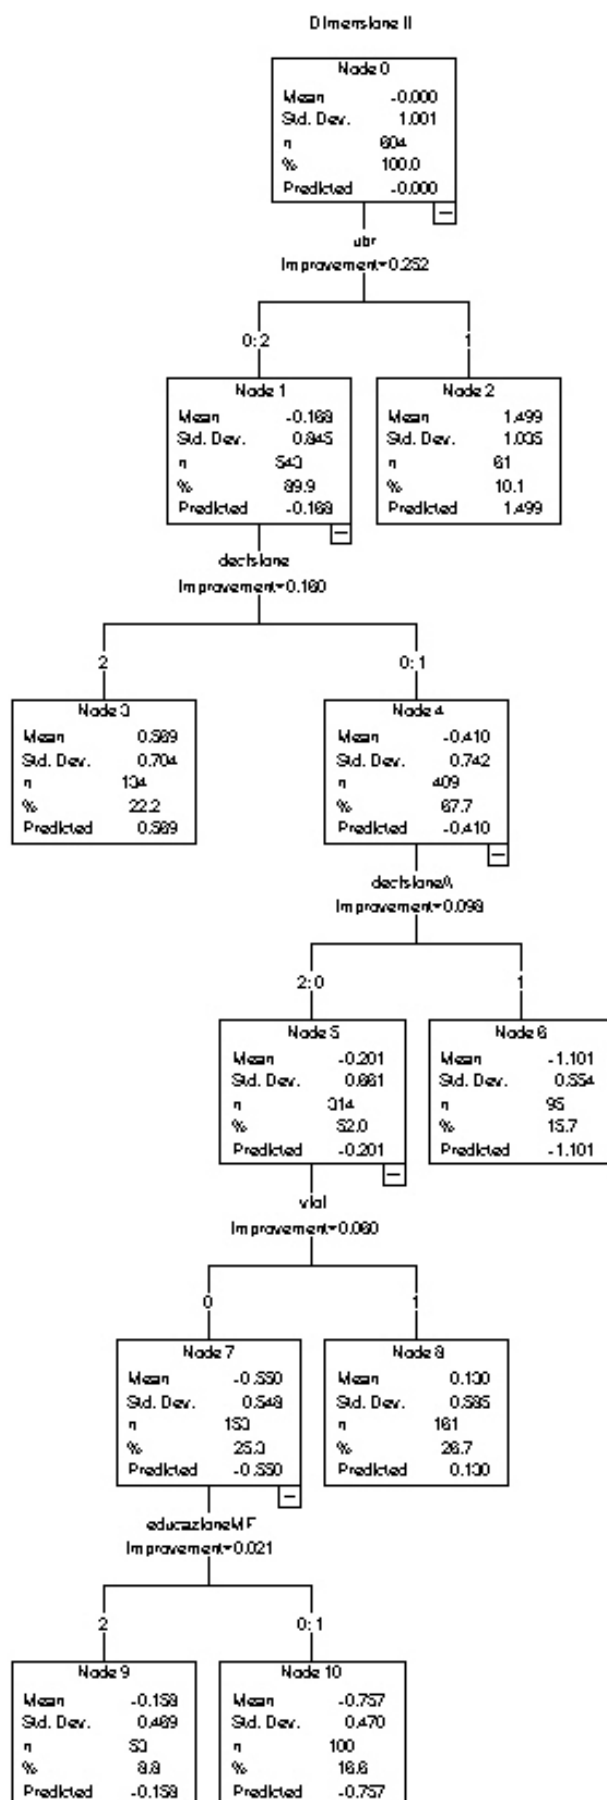 Dimensione II
Node 0
Mean -0.000
Std. Dev. 1.001
n 604
% 100.0
Predicted -0.000
ubr
Improvement=0.252
0; 2
1
Node 1
Mean -0.168
Std. Dev. 0.845
n 543
% 89.9
Predicted -0.168
Node 2
Mean 1.499
Std. Dev. 1.035
n 61
% 10.1
Predicted 1.499
decisione
Improvement=0.160
2
0; 1
Node 3
Mean 0.569
Std. Dev. 0.704
n 134
% 22.2
Predicted 0.569
Node 4
Mean -0.410
Std. Dev. 0.742
n 409
% 67.7
Predicted -0.410
decisioneA
Improvement=0.098
2; 0
1
Node 5
Mean -0.201
Std. Dev. 0.661
n 314
% 52.0
Predicted -0.201
Node 6
Mean -1.101
Std. Dev. 0.554
n 95
% 15.7
Predicted -1.101
Improvement=0.060
0
1
Node 7
Mean -0.550
Std. Dev. 0.548
n 153
% 25.3
Predicted -0.550
Node 8
Mean 0.130
Std. Dev. 0.585
n 161
% 26.7
Predicted 0.130
educazioneMF
Improvement=0.021
2
0; 1
Node 9
Mean -0.158
Std. Dev. 0.469
n 53
% 8.8
Predicted -0.158
Node 10
Mean -0.757
Std. Dev. 0.470
n 100
% 16.6
Predicted -0.757